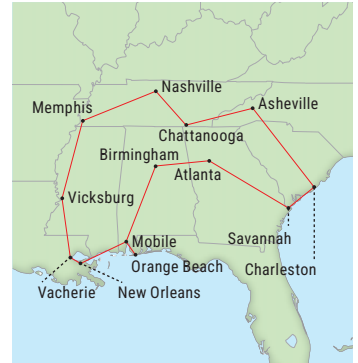 Nashville
Memphis
Asheville
Chattanooga
Birmingham
Atlanta
Vicksburg
Mobile
Savannah
Orange Beach
Charleston
Vacherie
New Orleans